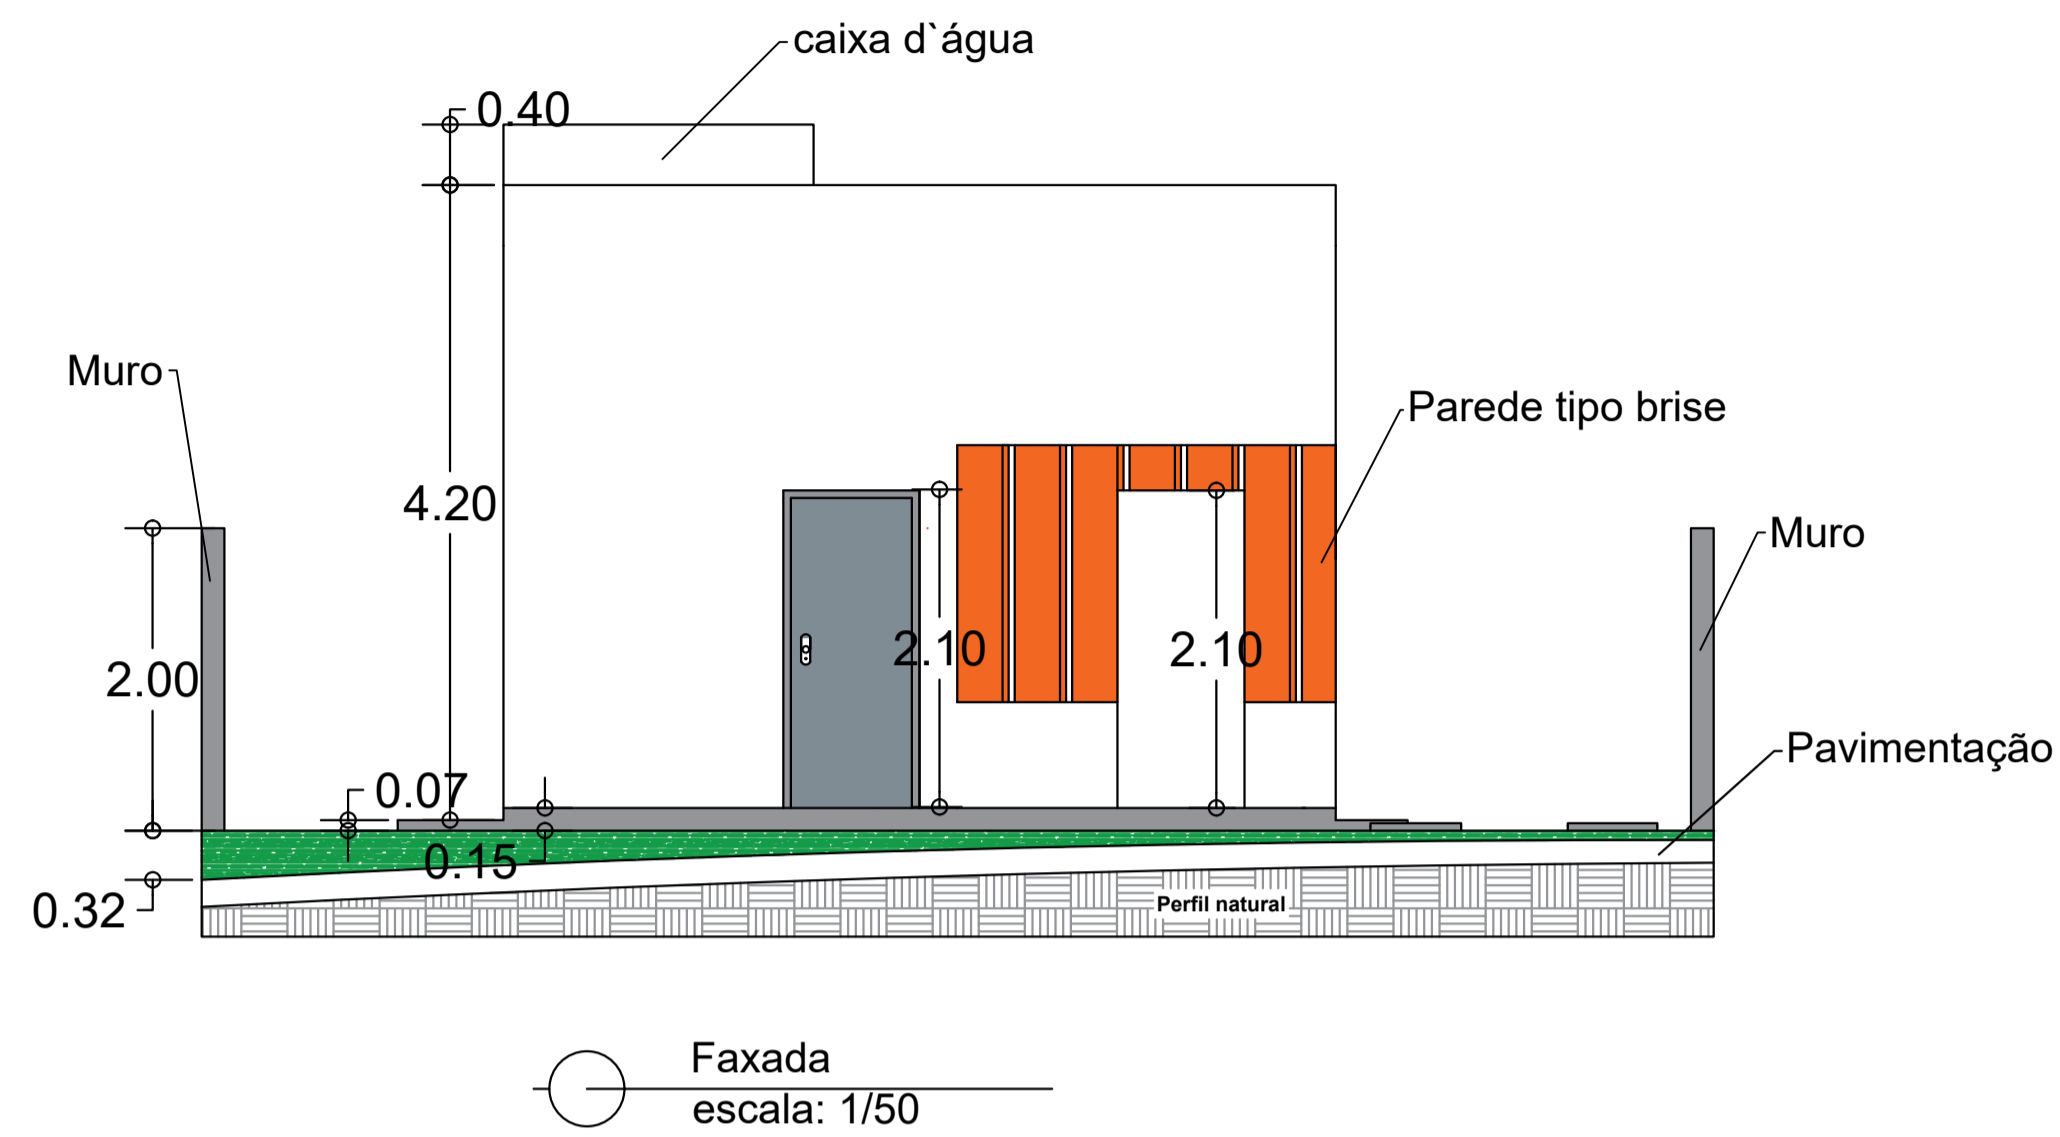 caixa d`água
0.40
Muro
Parede tipo brise
4.20
Muro
2.10
2.10
2.00
Pavimentação
0.07
0.15
0.32
Perfil natural
Faxada
escala: 1/50